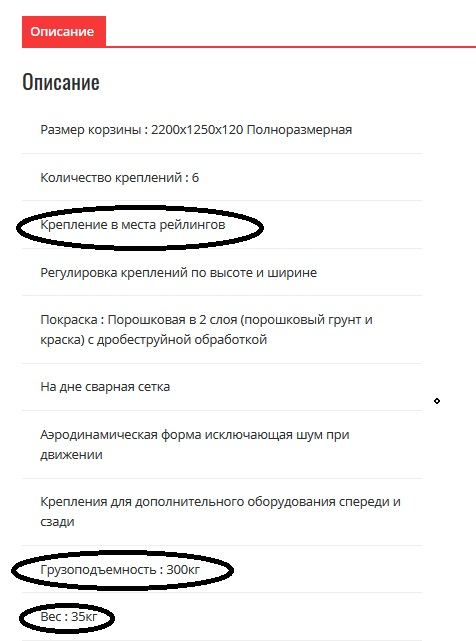 Описание
Описание
Размер корзины : 2200х1250х120 Полноразмерная
Количество креплений : 6
Крепление в места рейлингов
Регулировка креплений по высоте и ширине
Покраска : Порошковая в 2 слоя (порошковый грунт и
краска) с дробеструйной обработкой
На дне сварная сетка
Аэродинамическая форма исключающая шум при
движении
Крепления для дополнительного оборудования спереди и
сзади
Грузоподъемность : 300кг
Вес : 35кг